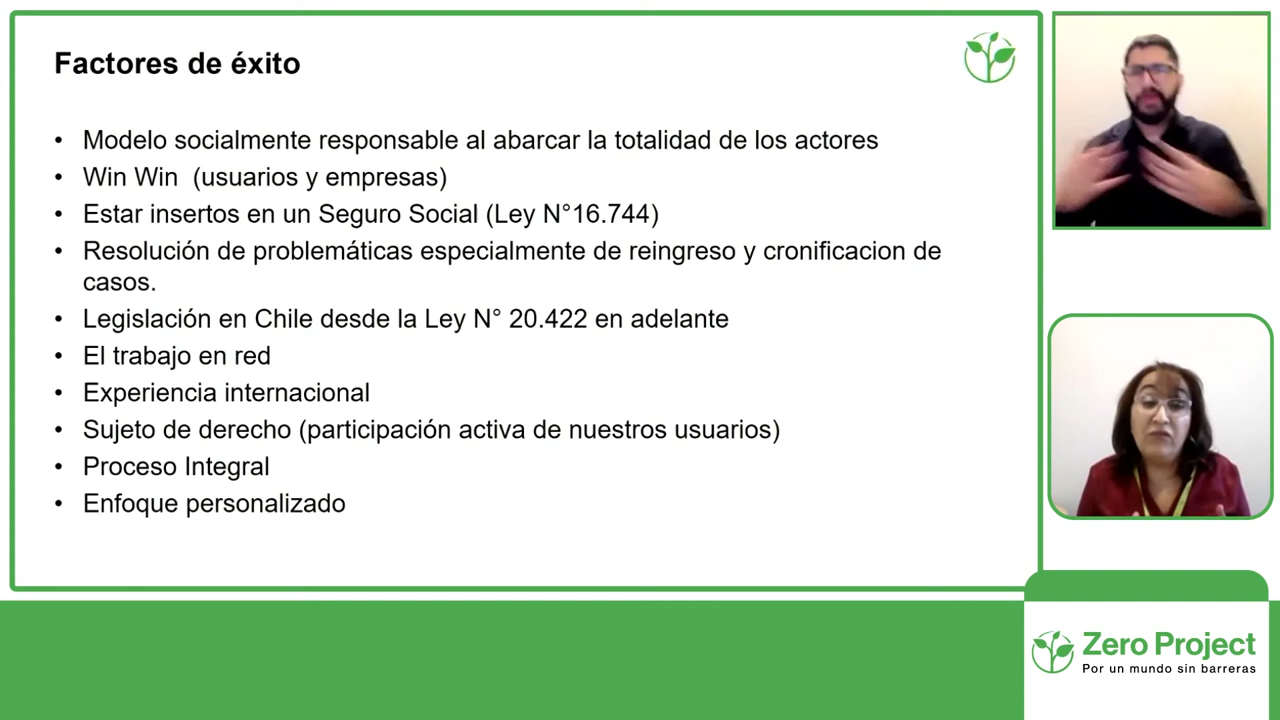 Factores de éxito
• Modelo socialmente responsable al abarcar la totalidad de los actores
• Win Win  (usuarios y empresas)
• Estar insertos en un Seguro Social (Ley N°16.744)
• Resolución de problemáticas especialmente de reingreso y cronificacion de
casos.
• Legislación en Chile desde la Ley N° 20.422 en adelante
• El trabajo en red
• Experiencia internacional
• Sujeto de derecho (participación activa de nuestros usuarios)
• Proceso Integral
• Enfoque personalizado
Zero Project
Por un mundo sin barreras